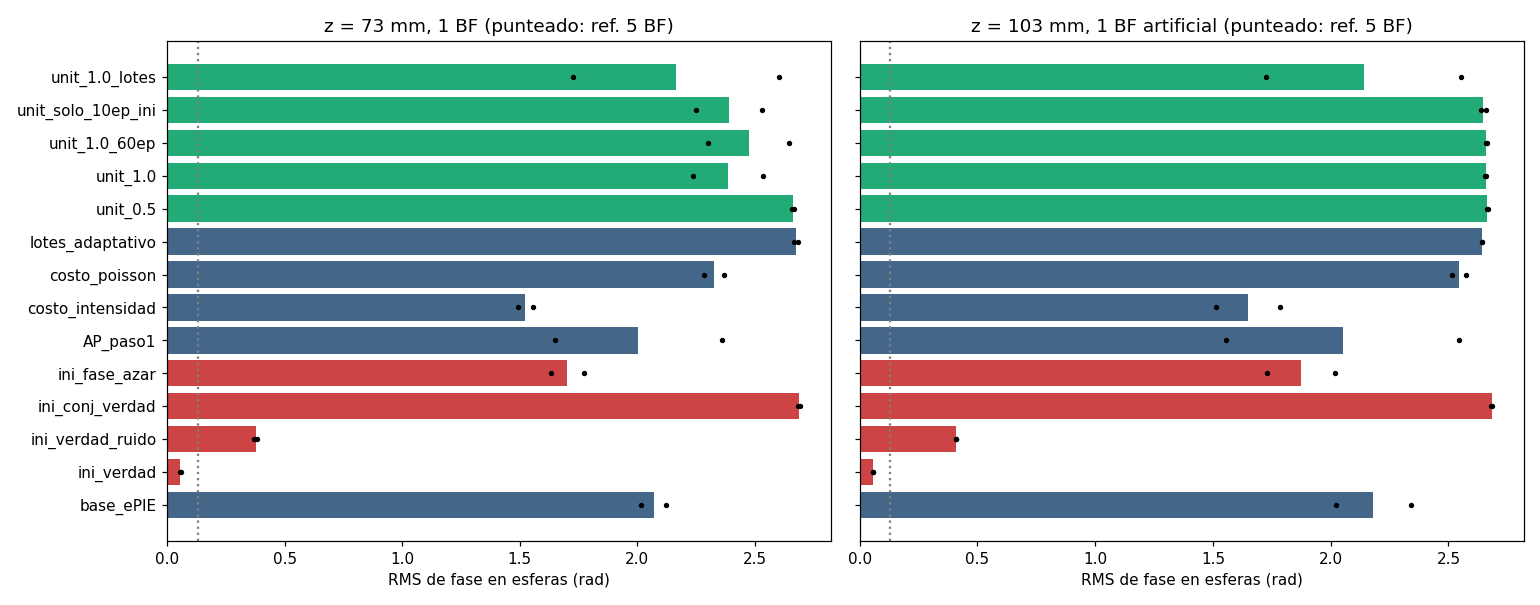 z = 73 mm, 1 BF (punteado: ref. 5 BF)
z = 103 mm, 1 BF artificial (punteado: ref. 5 BF)
unit_1.0_lotes
unit_solo_10ep_ini
unit_1.0_60ep
unit_1.0
unit_0.5
lotes_adaptativo
costo_poisson
costo_intensidad
AP_paso1
ini_fase_azar
ini_conj_verdad
ini_verdad_ruido
ini_verdad
base_ePIE
0.0 0.5 1.0 1.5 2.0 2.5
0.0 0.5 1.0 1.5 2.0 2.5
RMS de fase en esferas (rad)
RMS de fase en esferas (rad)